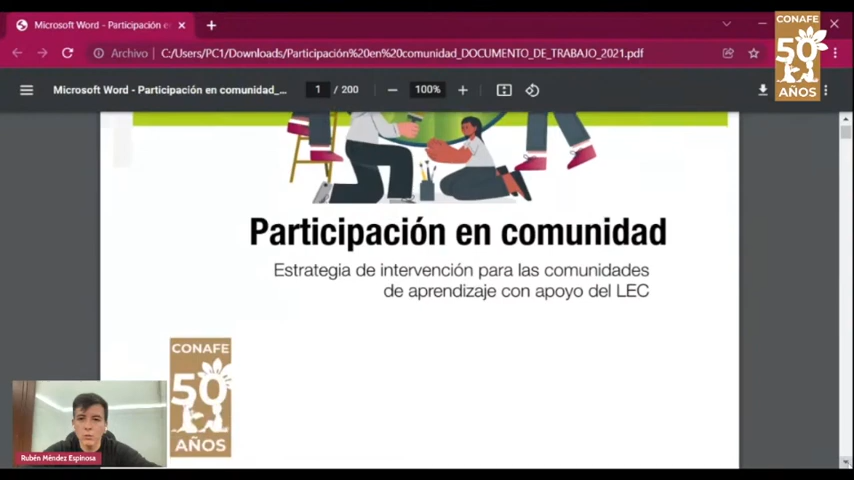 Microsoft Word - Participación e
Archivo
C:/Users/PC1/Downloads/Participación%20en%20comunidad_DOCUMENTO_DE_TRABAJO_2021.pdf
CONAFE
50
AÑOS
Microsoft Word - Participación en comunidad_...
1 / 200
100%
Participación en comunidad
Estrategia de intervención para las comunidades
de aprendizaje con apoyo del LEC
CONAFE
50
AÑOS
Rubén Méndez Espinosa